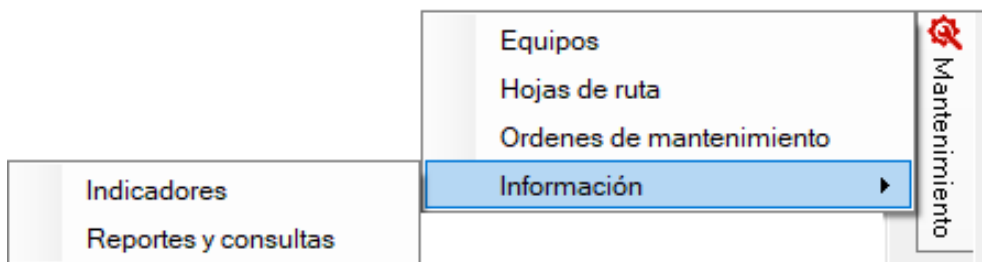 Equipos
Hojas de ruta
Ordenes de mantenimiento
Información
Indicadores
Reportes y consultas
Mantenimiento